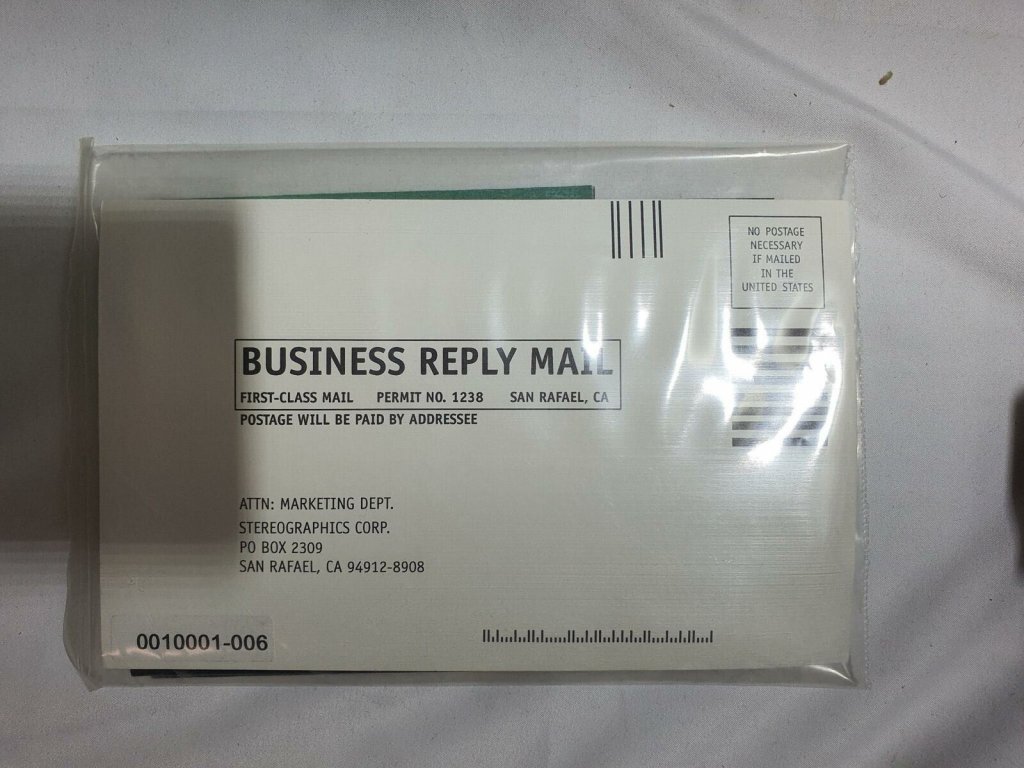 NO POSTAGE
NECESSARY
IF MAILED
IN THE
UNITED STATES
BUSINESS REPLY MAIL
FIRST-CLASS MAIL PERMIT NO. 1238 SAN RAFAEL, CA
POSTAGE WILL BE PAID BY ADDRESSEE
ATTN: MARKETING DEPT.
STEREOGRAPHICS CORP.
PO BOX 2309
SAN RAFAEL, CA 94912-8908
0010001-006